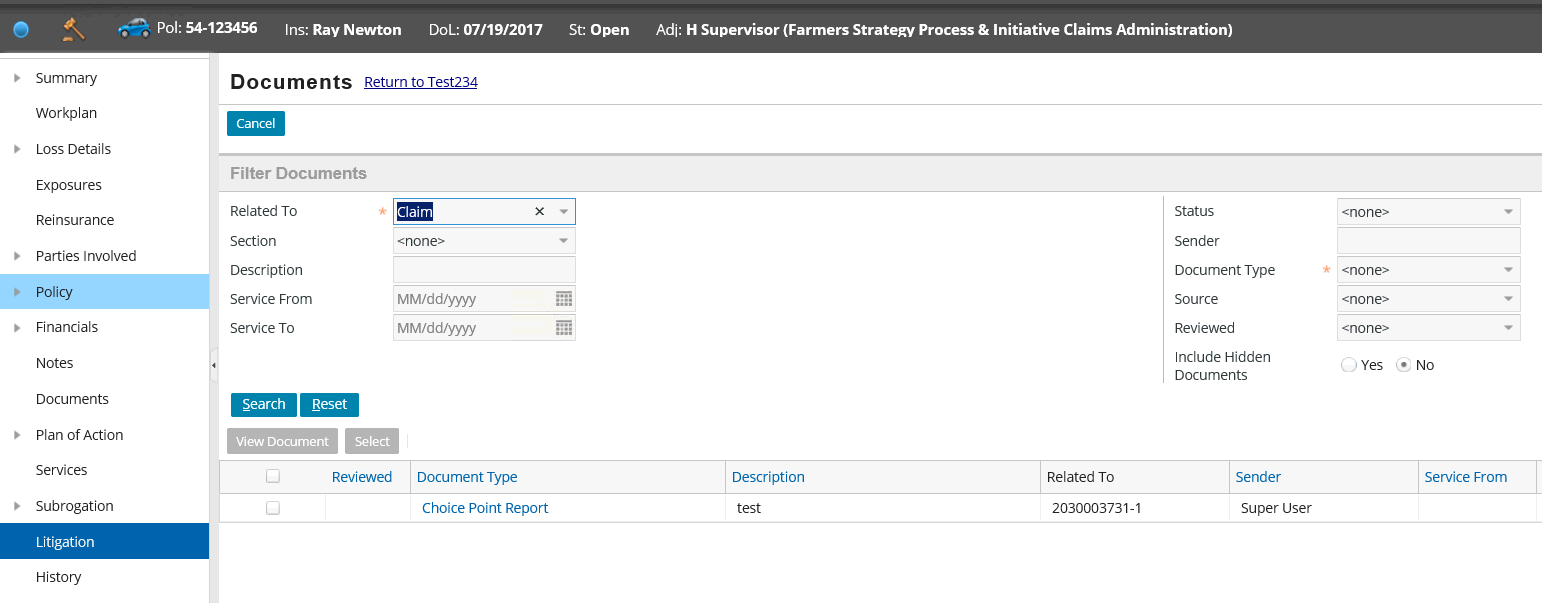 Pol: 54-123456 Ins: Ray Newton DoL: 07/19/2017 St: Open Adj: H Supervisor (Farmers Strategy Process & Initiative Claims Administration)
Summary
Workplan
Loss Details
Exposures
Reinsurance
Parties Involved
Policy
Financials
Notes
Documents
Plan of Action
Services
Subrogation
Litigation
History
Documents Return to Test234
Cancel
Filter Documents
Related To * Claim
Section <none>
Description
Service From MM/dd/yyyy
Service To MM/dd/yyyy
Status <none>
Sender
Document Type * <none>
Source <none>
Reviewed <none>
Include Hidden
Documents Yes No
Search Reset
View Document Select
Reviewed Document Type Description Related To Sender Service From
Choice Point Report test 2030003731-1 Super User